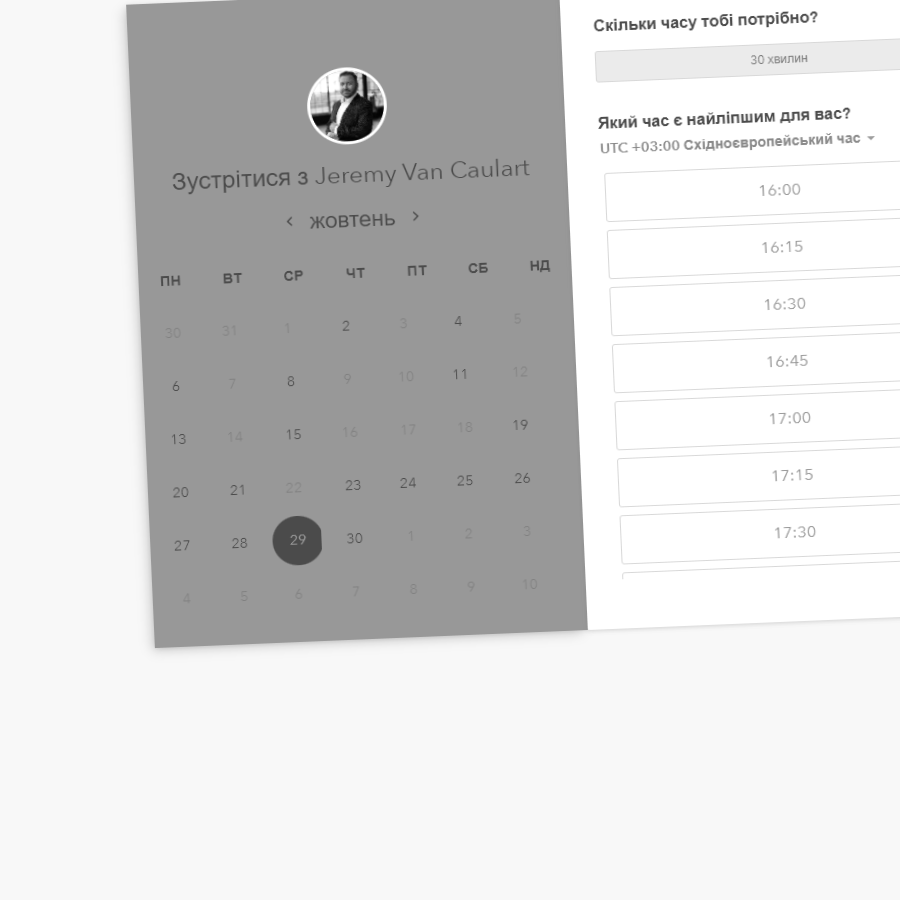 Зустрітися з Jeremy Van Caulart
жовтень
ПН ВТ СР ЧТ ПТ СБ НД
30 31 1 2 3 4 5
6 7 8 9 10 11 12
13 14 15 16 17 18 19
20 21 22 23 24 25 26
27 28 29 30 1 2 3
4 5 6 7 8 9 10
Скільки часу тобі потрібно?
30 хвилин
Який час є найліпшим для вас?
UTC +03:00 Східноєвропейський час
16:00
16:15
16:30
16:45
17:00
17:15
17:30